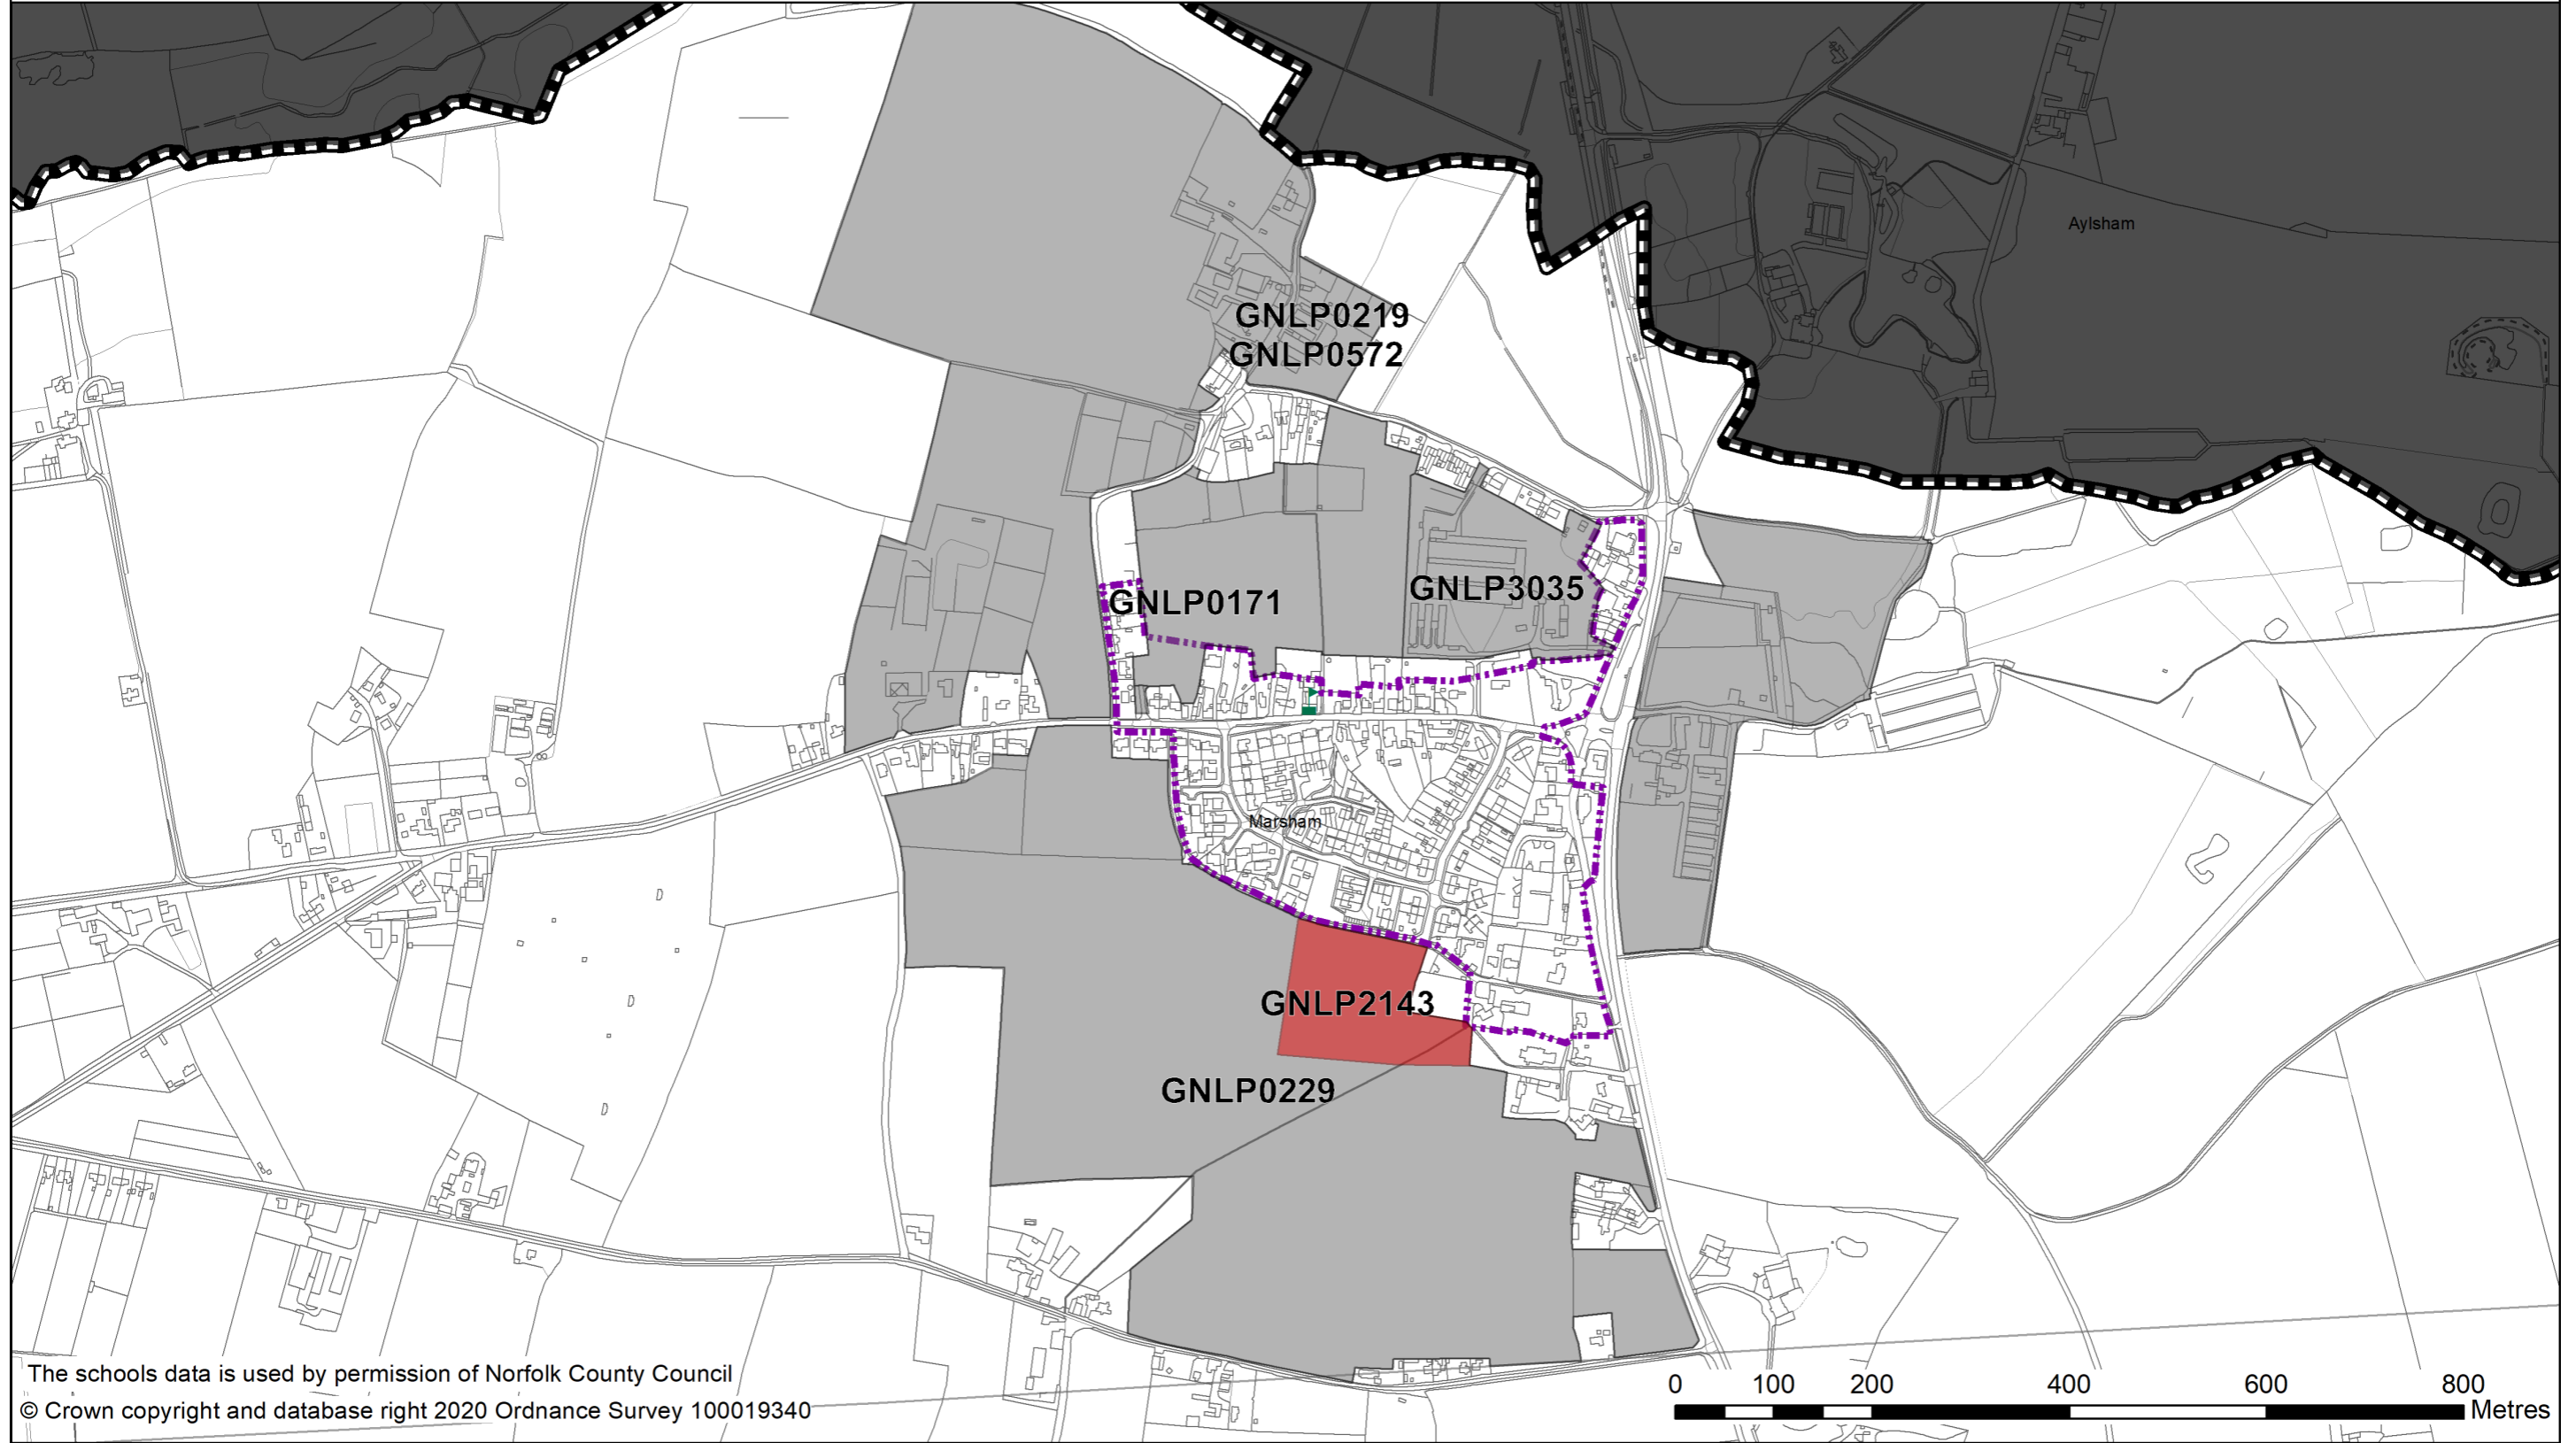 Aylsham
GNLP0219
GNLP0572
GNLP0171
GNLP3035
Marsham
GNLP2143
GNLP0229
The schools data is used by permission of Norfolk County Council
© Crown copyright and database right 2020 Ordnance Survey 100019340
0 100 200 400 600 800
Metres